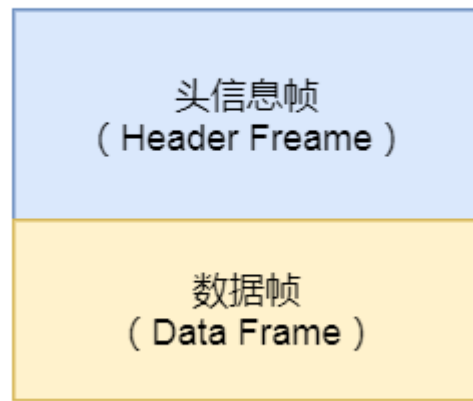 头信息帧
（ Header Freame ）
数据帧
（ Data Frame ）